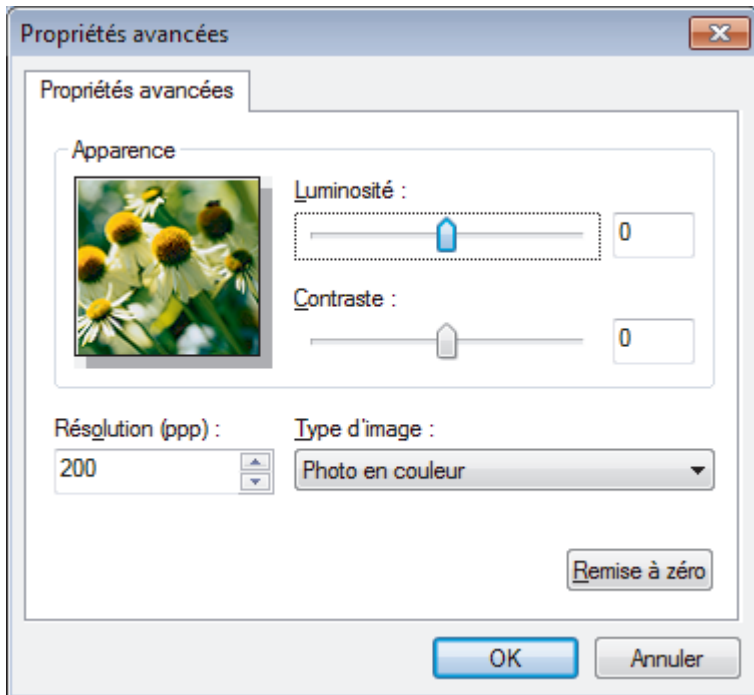 Propriétés avancées
Propriétés avancées
Apparence
Luminosité :
0
Contraste :
0
Résolution (ppp) :
200
Type d'image :
Photo en couleur
Remise à zéro
OK
Annuler